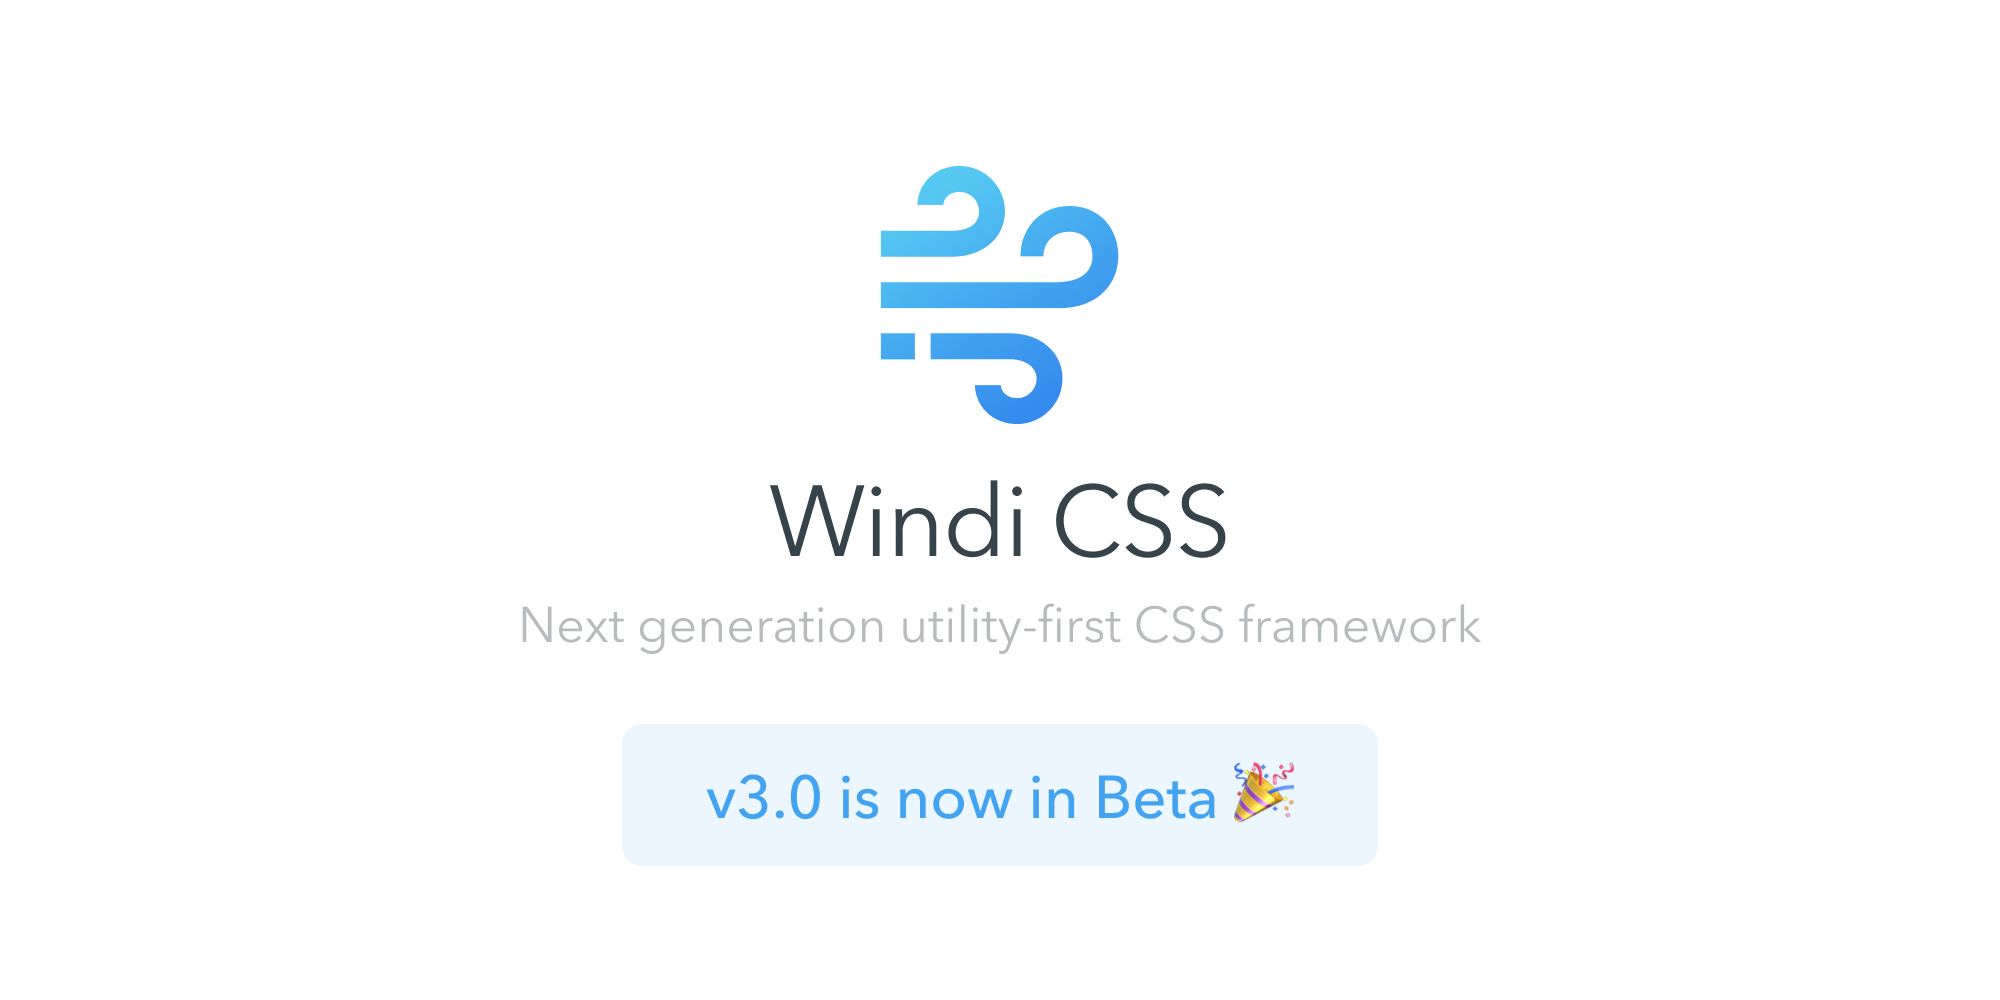 Windi CSS
Next generation utility-first CSS framework
v3.0 is now in Beta 🎉